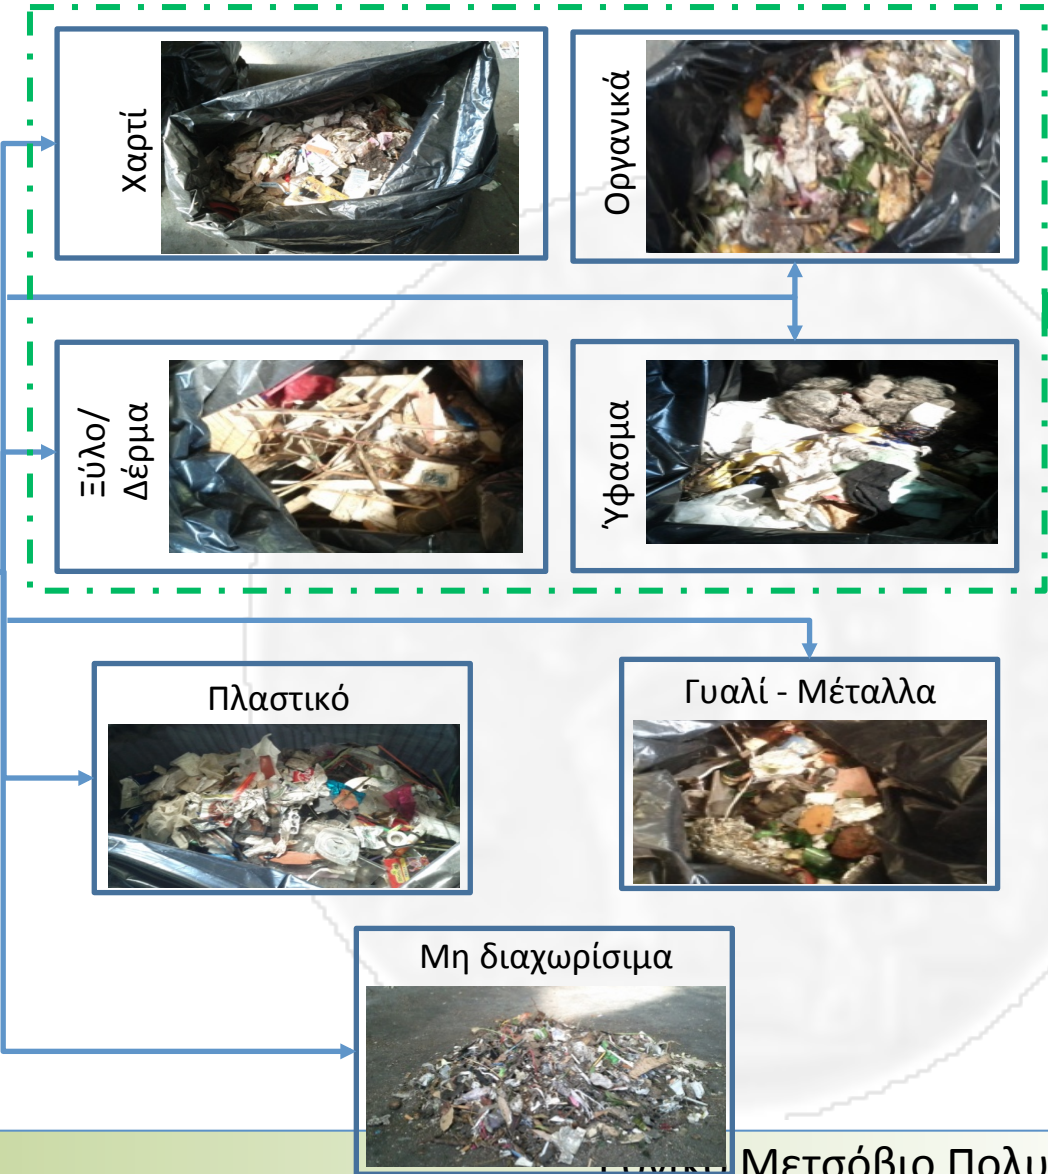 Χαρτί
Οργανικά
Ξύλο/
Δέρμα
Ύφασμα
Πλαστικό
Γυαλί - Μέταλλα
Μη διαχωρίσιμα
Μετσόβιο Πολυ